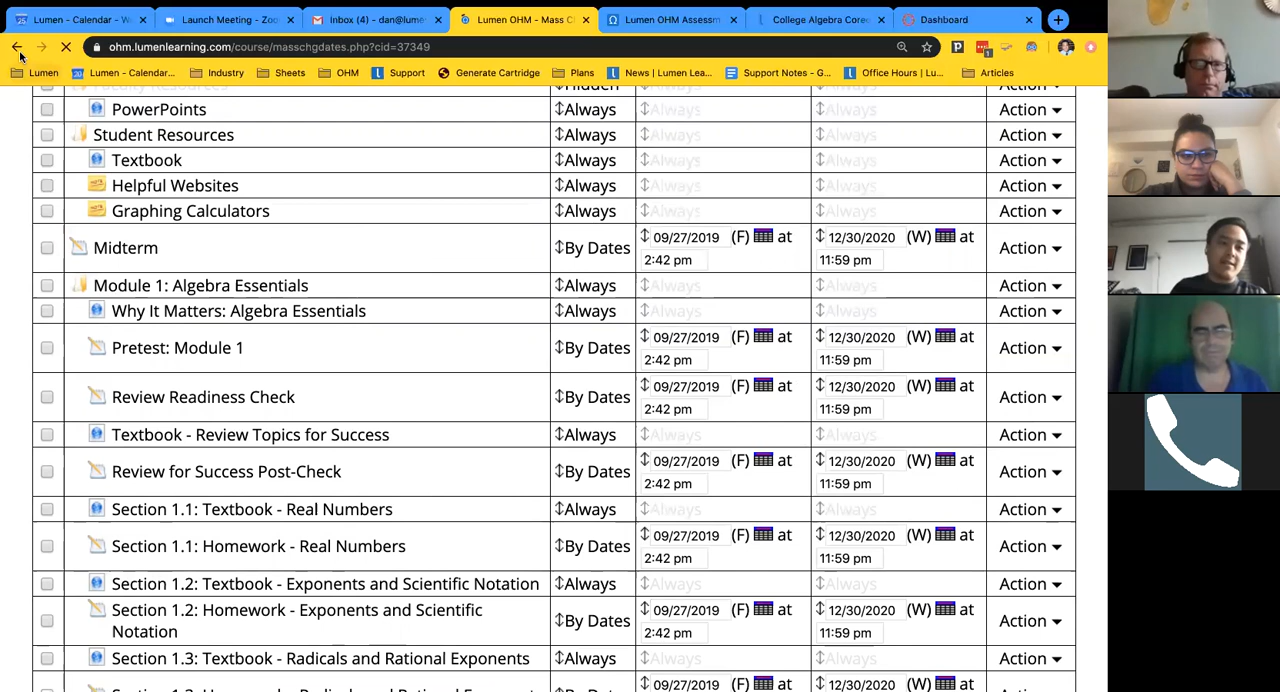 Lumen - Calendar - We
Launch Meeting - Zoo
Inbox (4) - dan@lume
Lumen OHM - Mass C
Lumen OHM Assessm
College Algebra Coreq
Dashboard
ohm.lumenlearning.com/course/masschgdates.php?cid=37349
Lumen
Lumen - Calendar...
Industry
Sheets
OHM
Support
Generate Cartridge
Plans
News | Lumen Lea...
Support Notes - G...
Office Hours | Lu...
Articles
Faculty Resources Hidden
PowerPoints Always Always Always Action
Student Resources Always Always Always Action
Textbook Always Always Always Action
Helpful Websites Always Always Always Action
Graphing Calculators Always Always Always Action
Midterm By Dates 09/27/2019 (F) at 2:42 pm 12/30/2020 (W) at 11:59 pm Action
Module 1: Algebra Essentials Always Always Always Action
Why It Matters: Algebra Essentials Always Always Always Action
Pretest: Module 1 By Dates 09/27/2019 (F) at 2:42 pm 12/30/2020 (W) at 11:59 pm Action
Review Readiness Check By Dates 09/27/2019 (F) at 2:42 pm 12/30/2020 (W) at 11:59 pm Action
Textbook - Review Topics for Success Always Always Always Action
Review for Success Post-Check By Dates 09/27/2019 (F) at 2:42 pm 12/30/2020 (W) at 11:59 pm Action
Section 1.1: Textbook - Real Numbers Always Always Always Action
Section 1.1: Homework - Real Numbers By Dates 09/27/2019 (F) at 2:42 pm 12/30/2020 (W) at 11:59 pm Action
Section 1.2: Textbook - Exponents and Scientific Notation Always Always Always Action
Section 1.2: Homework - Exponents and Scientific
Notation By Dates 09/27/2019 (F) at 2:42 pm 12/30/2020 (W) at 11:59 pm Action
Section 1.3: Textbook - Radicals and Rational Exponents Always Always Always Action
09/27/2019 (F) at 12/30/2020 (W) at